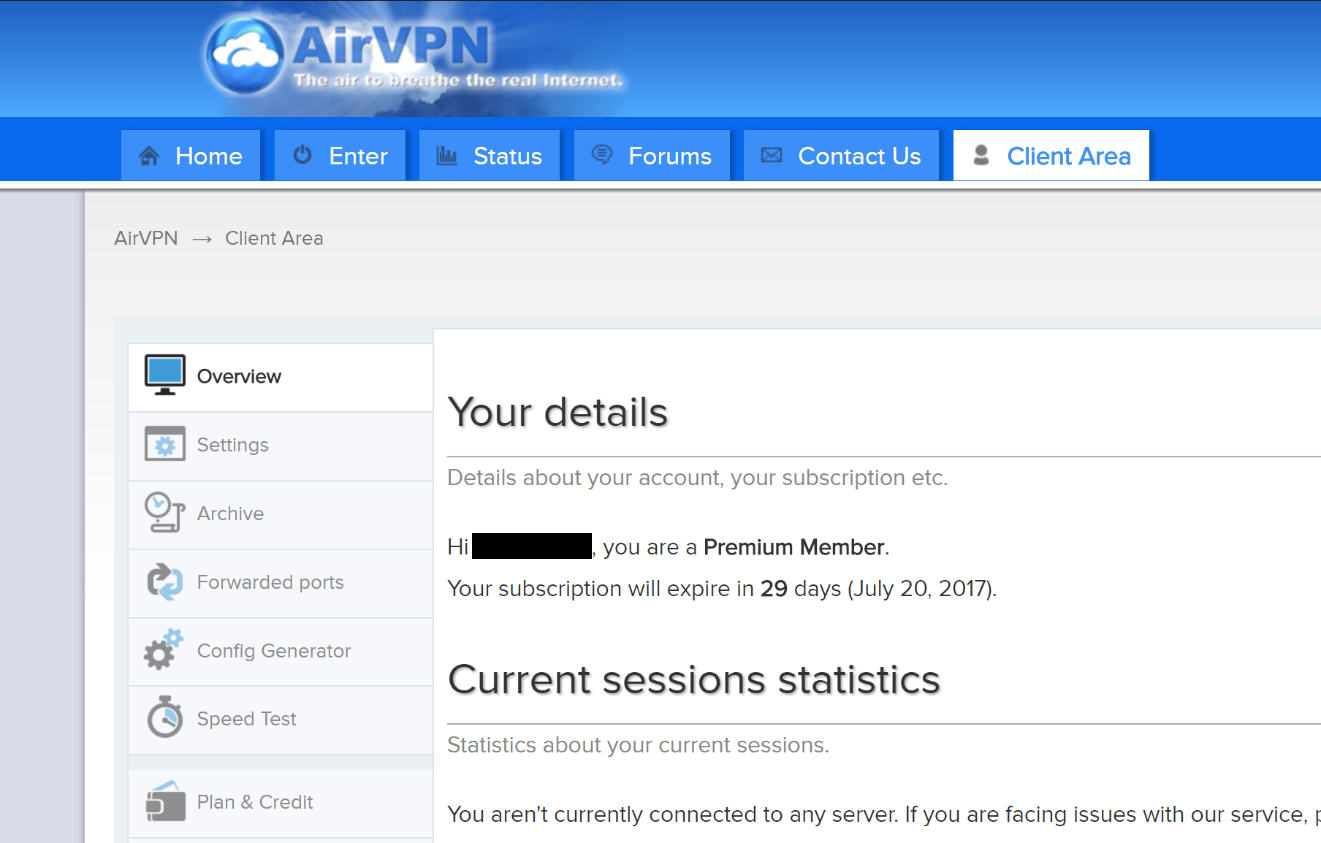 AirVPN
The air to breathe the real Internet.
Home
Enter
Status
Forums
Contact Us
Client Area
AirVPN → Client Area
Overview
Settings
Archive
Forwarded ports
Config Generator
Speed Test
Plan & Credit
Your details
Details about your account, your subscription etc.
Hi , you are a Premium Member.
Your subscription will expire in 29 days (July 20, 2017).
Current sessions statistics
Statistics about your current sessions.
You aren't currently connected to any server. If you are facing issues with our service,